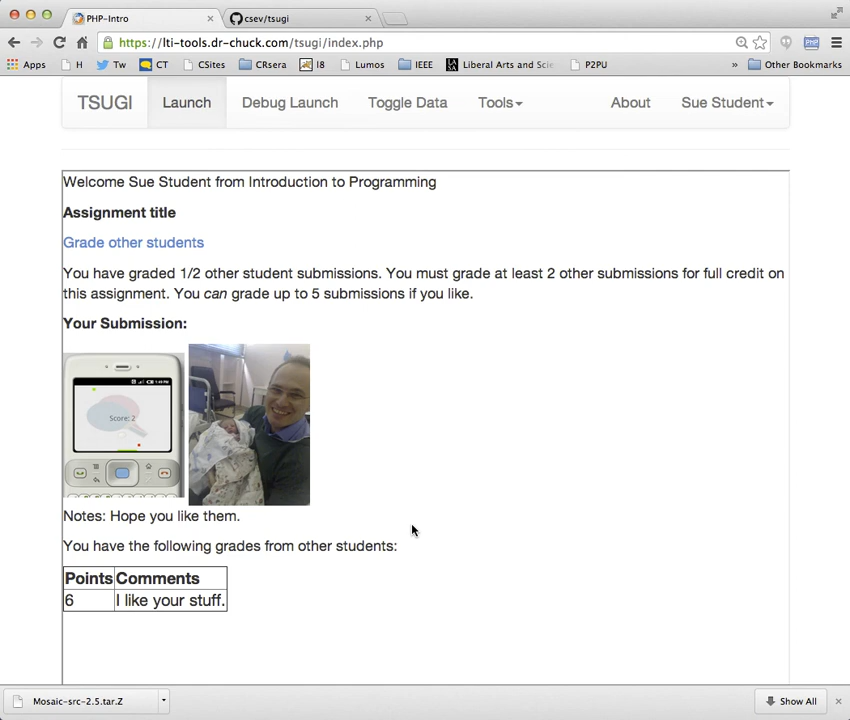 PHP-Intro
csev/tsugi
https://lti-tools.dr-chuck.com/tsugi/index.php
Apps H Tw CT CSites CRsera I8 Lumos IEEE Liberal Arts and Scie P2PU » Other Bookmarks
TSUGI Launch Debug Launch Toggle Data Tools About Sue Student
Welcome Sue Student from Introduction to Programming
Assignment title
Grade other students
You have graded 1/2 other student submissions. You must grade at least 2 other submissions for full credit on
this assignment. You can grade up to 5 submissions if you like.
Your Submission:
Score: 2
Notes: Hope you like them.
You have the following grades from other students:
Points Comments
6 I like your stuff.
Mosaic-src-2.5.tar.Z Show All